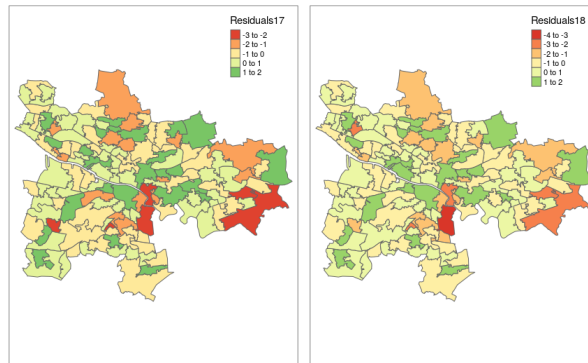 Residuals17
-3 to -2
-2 to -1
-1 to 0
0 to 1
1 to 2
Residuals18
-4 to -3
-3 to -2
-2 to -1
-1 to 0
0 to 1
1 to 2